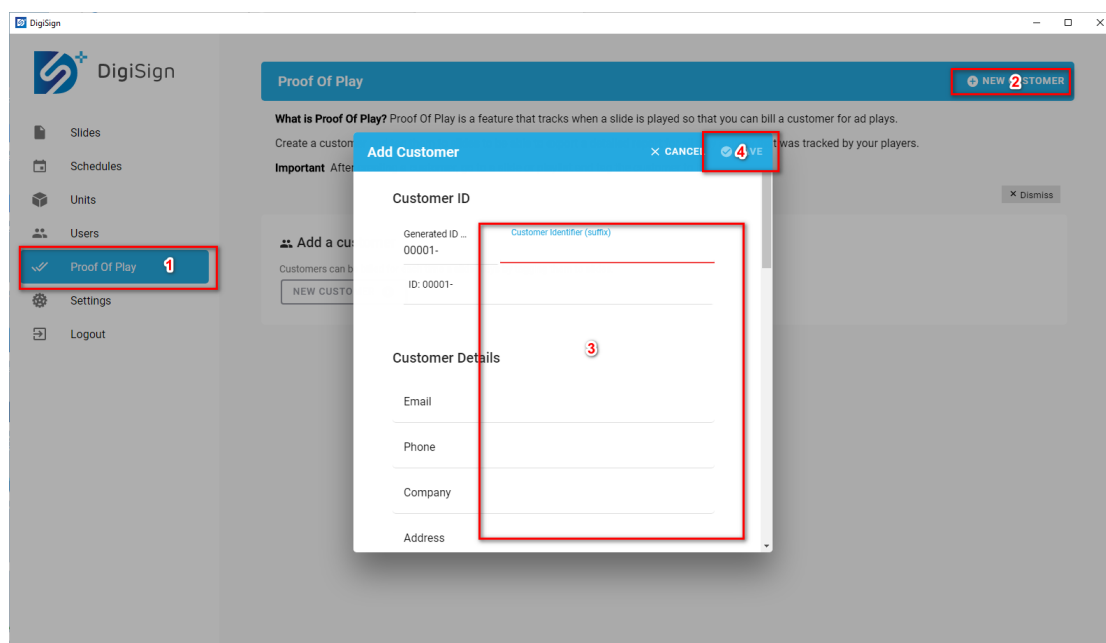 DigiSign
DigiSign
Proof Of Play
NEW
2
STOMER
What is Proof Of Play? Proof Of Play is a feature that tracks when a slide is played so that you can bill a customer for ad plays.
Slides
Create a custom
t was tracked by your players.
Add Customer
CANCEL
4
VE
Schedules
Important After
Units
Customer ID
Dismiss
Users
Generated ID ...
Customer Identifier (suffix)
00001-
Add a cu
Proof Of Play
1
Customers can b
ID: 00001-
NEW CUSTO
Settings
Logout
3
Customer Details
Email
Phone
Company
Address